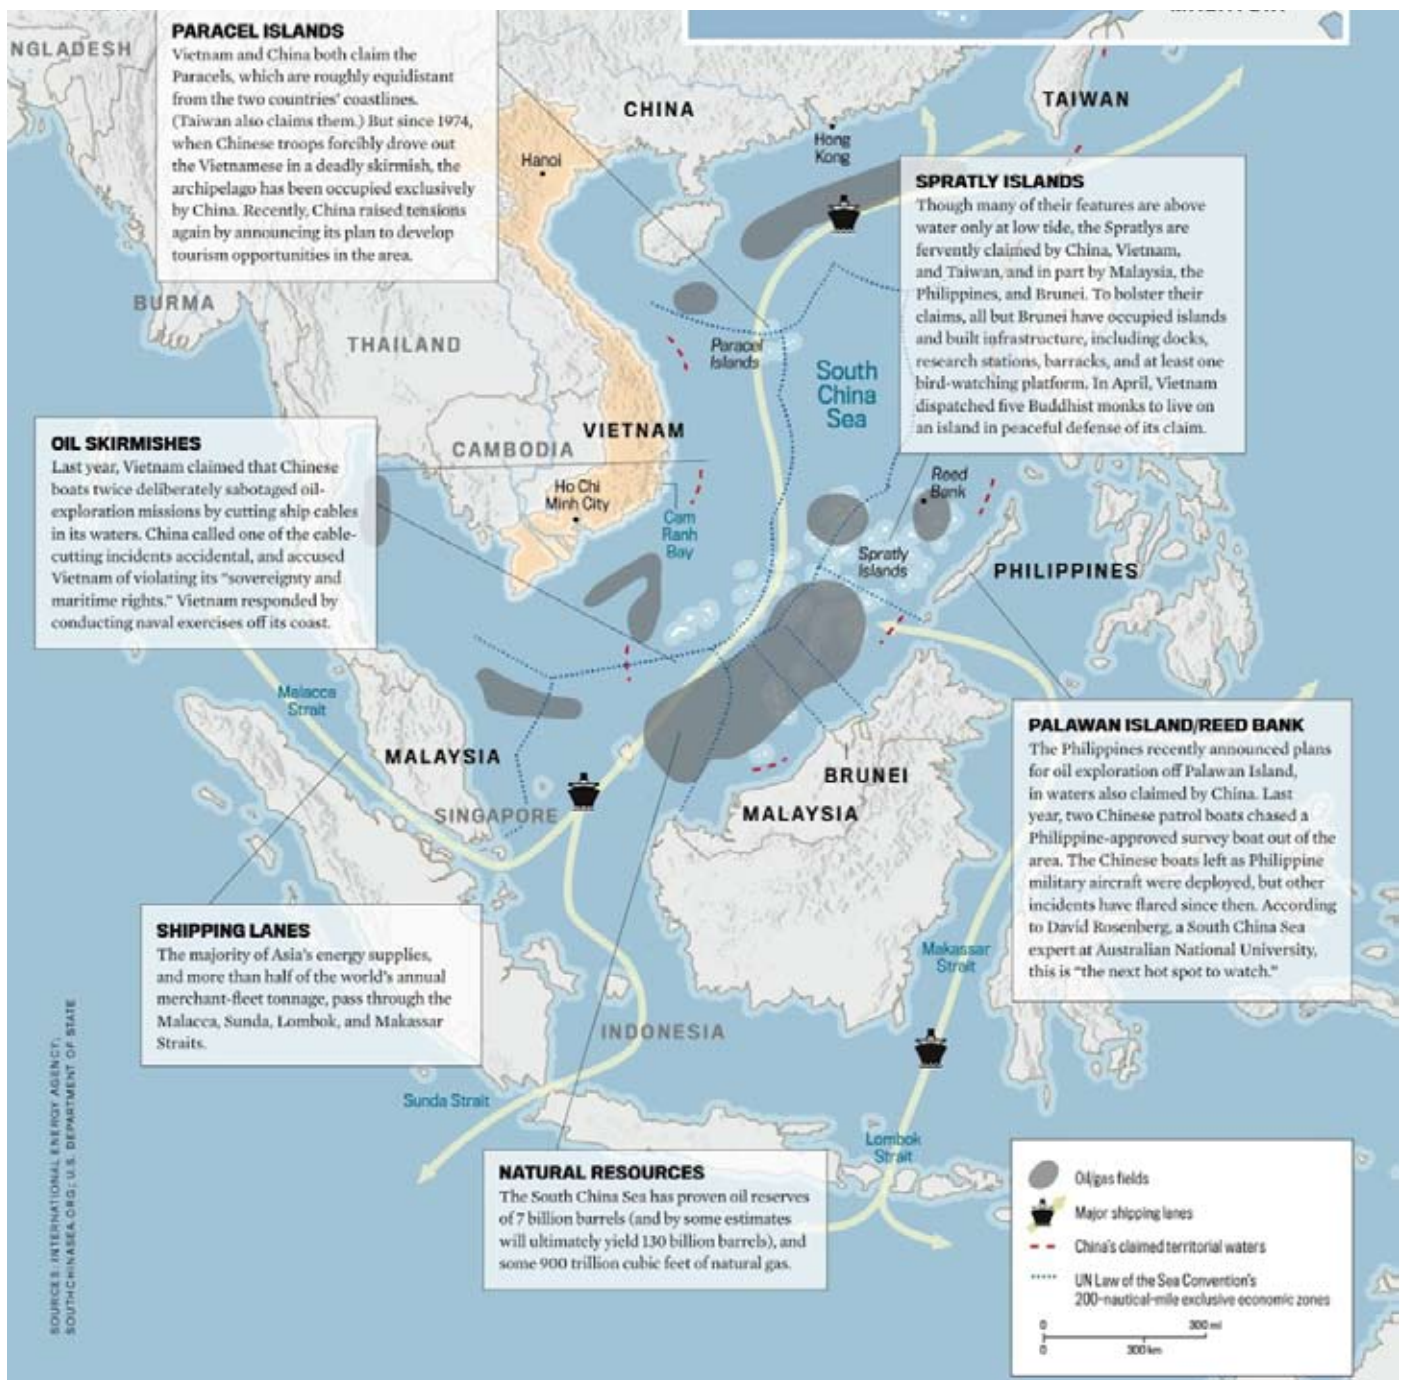 NGLADESH
PARACEL ISLANDS
Vietnam and China both claim the
Paracels, which are roughly equidistant
from the two countries' coastlines.
(Taiwan also claims them.) But since 1974,
when Chinese troops forcibly drove out
the Vietnamese in a deadly skirmish, the
archipelago has been occupied exclusively
by China. Recently, China raised tensions
again by announcing its plan to develop
tourism opportunities in the area.
CHINA
TAIWAN
Hanoi
Hong
Kong
SPRATLY ISLANDS
Though many of their features are above
water only at low tide, the Spratlys are
fervently claimed by China, Vietnam,
and Taiwan, and in part by Malaysia, the
Philippines, and Brunei. To bolster their
claims, all but Brunei have occupied islands
and built infrastructure, including docks,
research stations, barracks, and at least one
bird-watching platform. In April, Vietnam
dispatched five Buddhist monks to live on
an island in peaceful defense of its claim.
BURMA
THAILAND
Paracel
Islands
South
China
Sea
OIL SKIRMISHES
Last year, Vietnam claimed that Chinese
boats twice deliberately sabotaged oil-
exploration missions by cutting ship cables
in its waters. China called one of the cable-
cutting incidents accidental, and accused
Vietnam of violating its "sovereignty and
maritime rights." Vietnam responded by
conducting naval exercises off its coast.
VIETNAM
CAMBODIA
Ho Chi
Minh City
Cam
Ranh
Bay
Reed
Bank
Spratly
Islands
PHILIPPINES
Malacca
Strait
MALAYSIA
SINGAPORE
BRUNEI
MALAYSIA
PALAWAN ISLAND/REED BANK
The Philippines recently announced plans
for oil exploration off Palawan Island,
in waters also claimed by China. Last
year, two Chinese patrol boats chased a
Philippine-approved survey boat out of the
area. The Chinese boats left as Philippine
military aircraft were deployed, but other
incidents have flared since then. According
to David Rosenberg, a South China Sea
expert at Australian National University,
this is "the next hot spot to watch."
SHIPPING LANES
The majority of Asia's energy supplies,
and more than half of the world's annual
merchant-fleet tonnage, pass through the
Malacca, Sunda, Lombok, and Makassar
Straits.
Makassar
Strait
INDONESIA
Sunda Strait
Lombok
Strait
NATURAL RESOURCES
The South China Sea has proven oil reserves
of 7 billion barrels (and by some estimates
will ultimately yield 130 billion barrels), and
some 900 trillion cubic feet of natural gas.
Oil/gas fields
Major shipping lanes
China's claimed territorial waters
UN Law of the Sea Convention's
200-nautical-mile exclusive economic zones
0 300 mi
0 300 km
SOURCES: INTERNATIONAL ENERGY AGENCY;
SOUTHCHINASEA.ORG; U.S. DEPARTMENT OF STATE